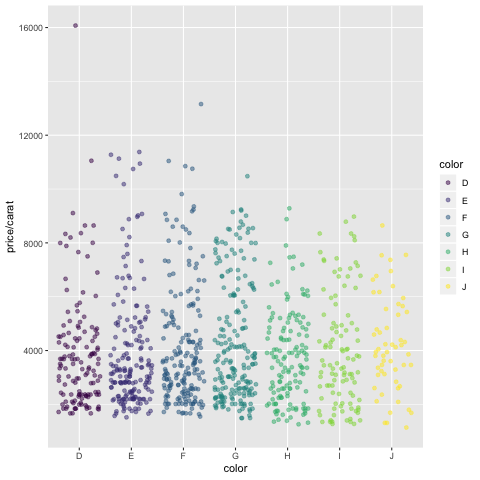 16000
12000
8000
4000
price/carat
D E F G H I J
color
color
D
E
F
G
H
I
J